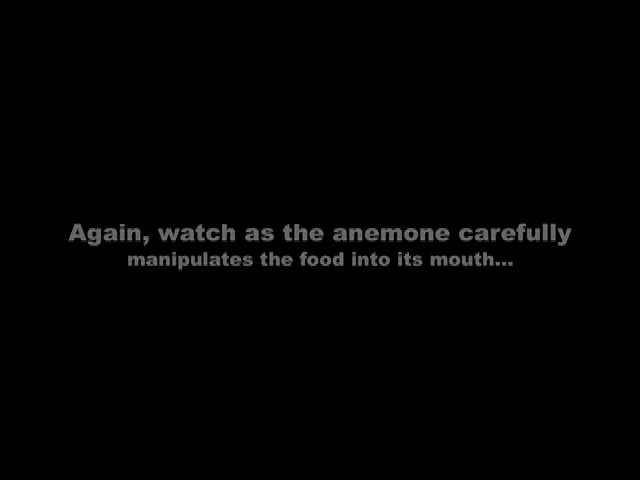 Again, watch as the anemone carefully
manipulates the food into its mouth...